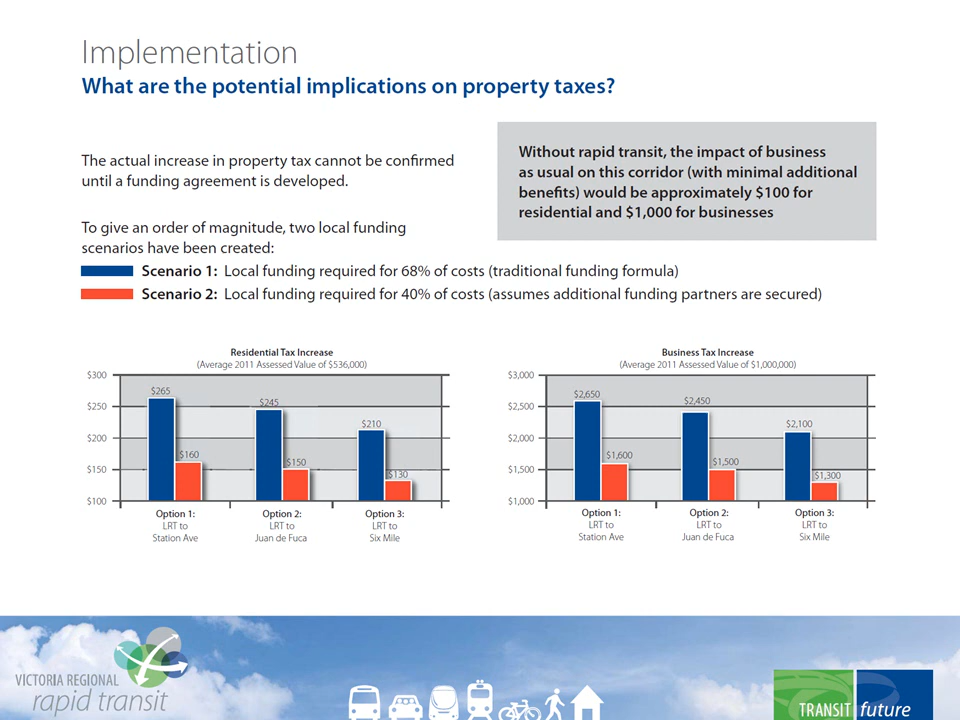 Implementation
What are the potential implications on property taxes?
The actual increase in property tax cannot be confirmed
until a funding agreement is developed.
Without rapid transit, the impact of business
as usual on this corridor (with minimal additional
benefits) would be approximately $100 for
residential and $1,000 for businesses
To give an order of magnitude, two local funding
scenarios have been created:
Scenario 1: Local funding required for 68% of costs (traditional funding formula)
Scenario 2: Local funding required for 40% of costs (assumes additional funding partners are secured)
Residential Tax Increase
(Average 2011 Assessed Value of $536,000)
$300
$250
$200
$150
$100
$265
$160
$245
$150
$210
$130
Option 1:
LRT to
Station Ave
Option 2:
LRT to
Juan de Fuca
Option 3:
LRT to
Six Mile
Business Tax Increase
(Average 2011 Assessed Value of $1,000,000)
$3,000
$2,500
$2,000
$1,500
$1,000
$2,650
$1,600
$2,450
$1,500
$2,100
$1,300
Option 1:
LRT to
Station Ave
Option 2:
LRT to
Juan de Fuca
Option 3:
LRT to
Six Mile
VICTORIA REGIONAL
rapid transit
TRANSIT future